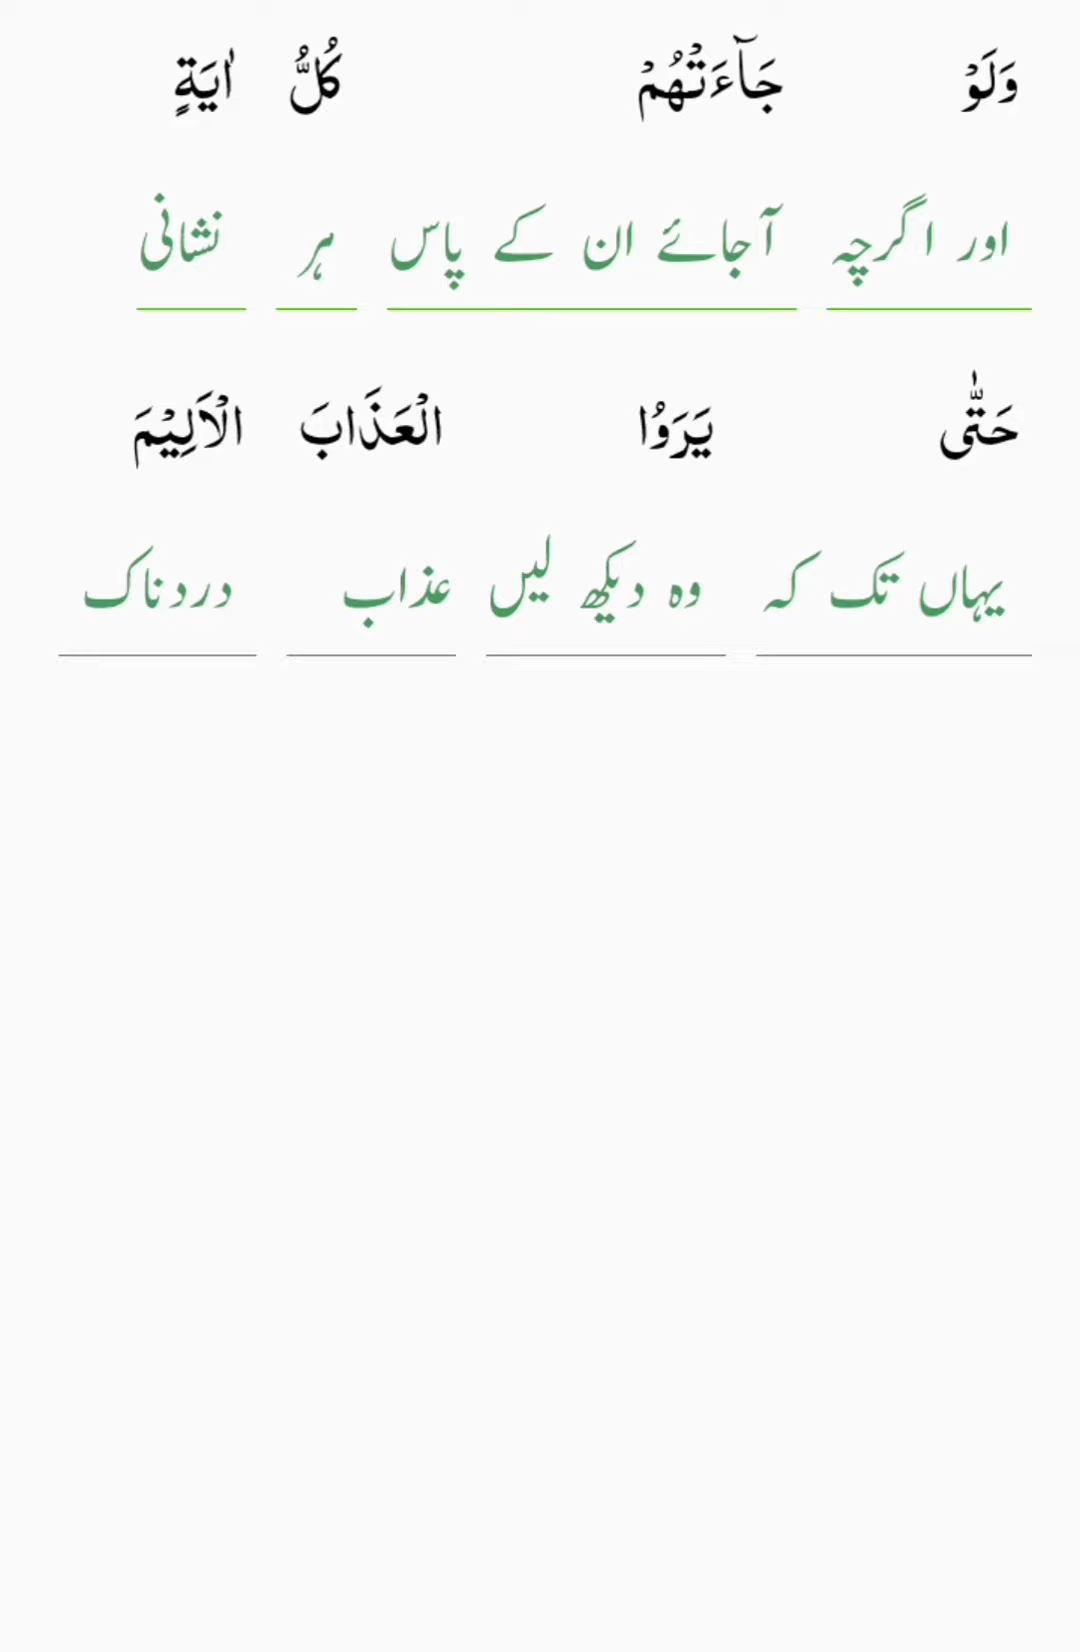 وَلَوۡ جَآءَتۡهُمۡ كُلُّ اٰيَةٍ
اور اگرچہ آجائے ان کے پاس ہر نشانی
حَتّٰى يَرَوُا الۡعَذَابَ الۡاَلِيۡمَ
یہاں تک کہ وہ دیکھ لیں عذاب دردناک